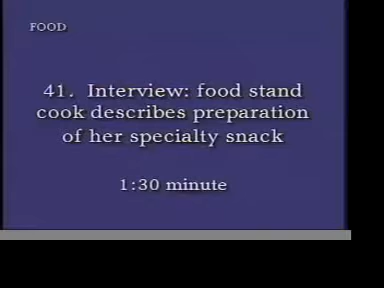 FOOD
41. Interview: food stand
cook describes preparation
of her specialty snack
1:30 minute